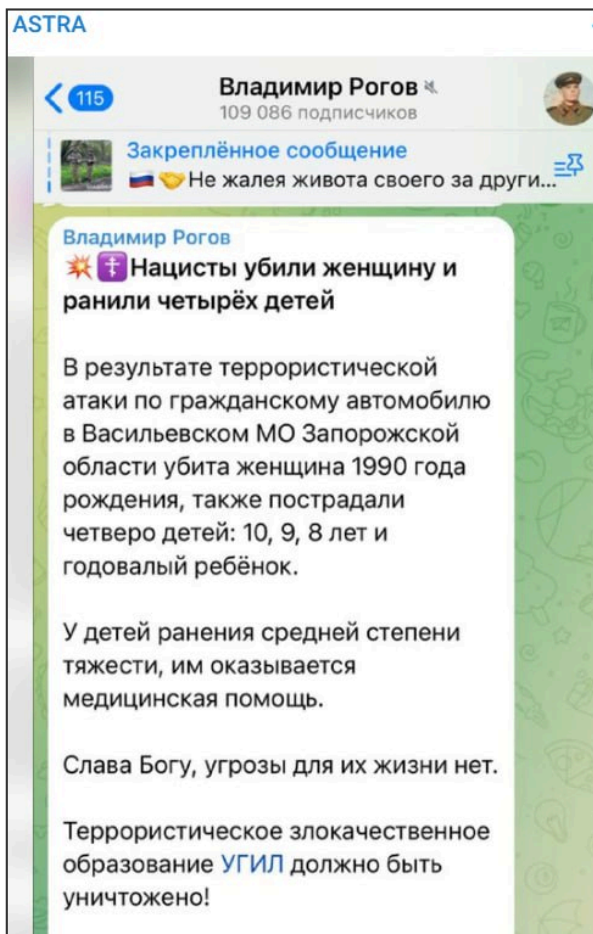 ASTRA
115
Владимир Рогов
109 086 подписчиков
Закреплённое сообщение
🇷🇺🤝Не жалея живота своего за други...
Владимир Рогов
💥☦️Нацисты убили женщину и
ранили четырёх детей
В результате террористической
атаки по гражданскому автомобилю
в Васильевском МО Запорожской
области убита женщина 1990 года
рождения, также пострадали
четверо детей: 10, 9, 8 лет и
годовалый ребёнок.
У детей ранения средней степени
тяжести, им оказывается
медицинская помощь.
Слава Богу, угрозы для их жизни нет.
Террористическое злокачественное
образование УГИЛ должно быть
уничтожено!